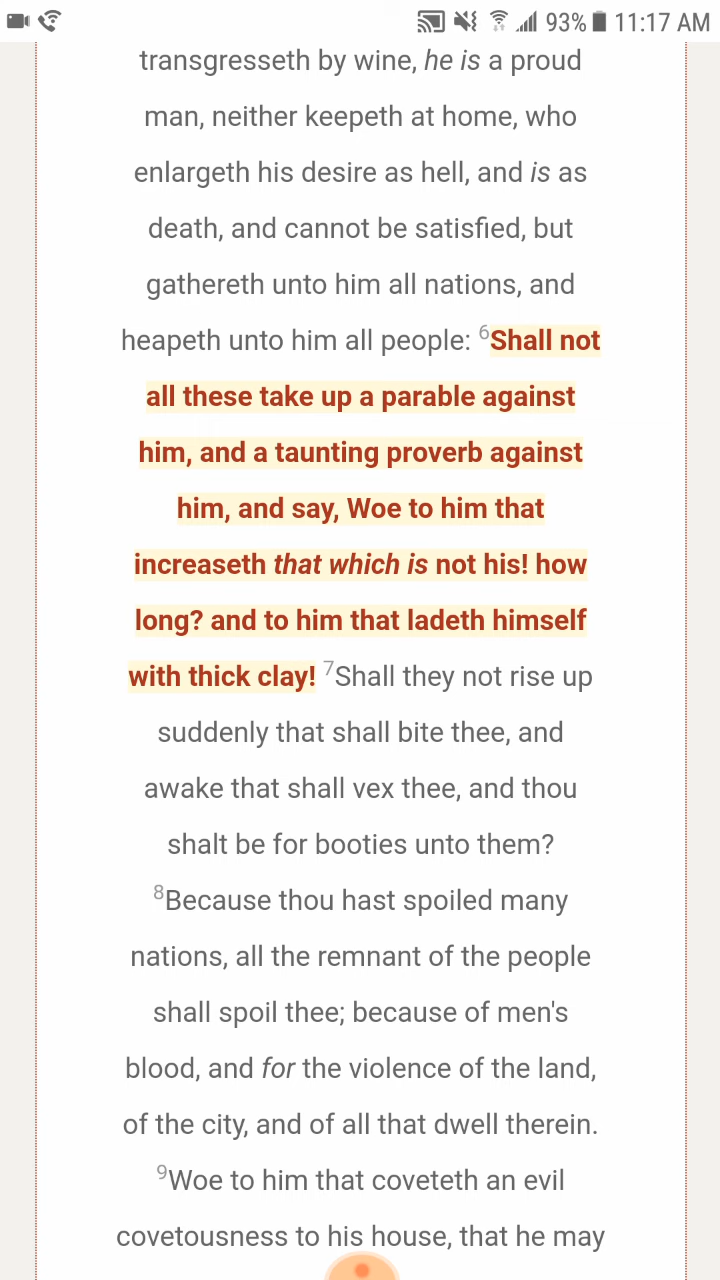 93% 11:17 AM
transgresseth by wine, he is a proud
man, neither keepeth at home, who
enlargeth his desire as hell, and is as
death, and cannot be satisfied, but
gathereth unto him all nations, and
heapeth unto him all people: 6Shall not
all these take up a parable against
him, and a taunting proverb against
him, and say, Woe to him that
increaseth that which is not his! how
long? and to him that ladeth himself
with thick clay! 7Shall they not rise up
suddenly that shall bite thee, and
awake that shall vex thee, and thou
shalt be for booties unto them?
8Because thou hast spoiled many
nations, all the remnant of the people
shall spoil thee; because of men's
blood, and for the violence of the land,
of the city, and of all that dwell therein.
9Woe to him that coveteth an evil
covetousness to his house, that he may